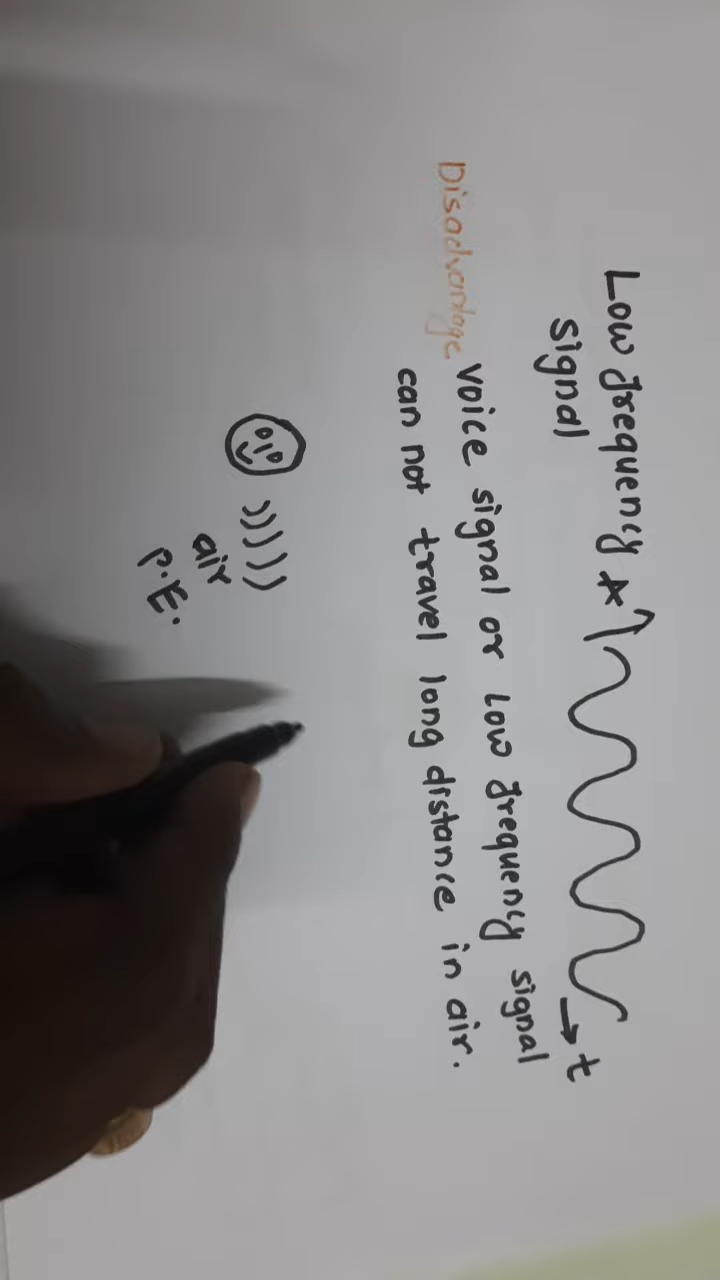 Low frequency
signal
A
→ t
Disadvantage
voice signal or Low frequency signal
can not travel long distance in air.
air
P.E.